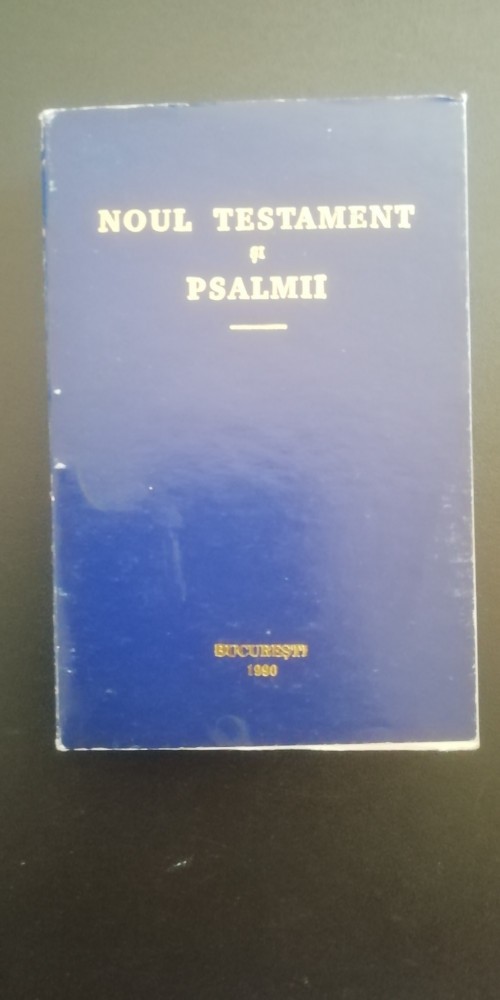 NOUL TESTAMENT
și
PSALMII
BUCUREȘTI
1990